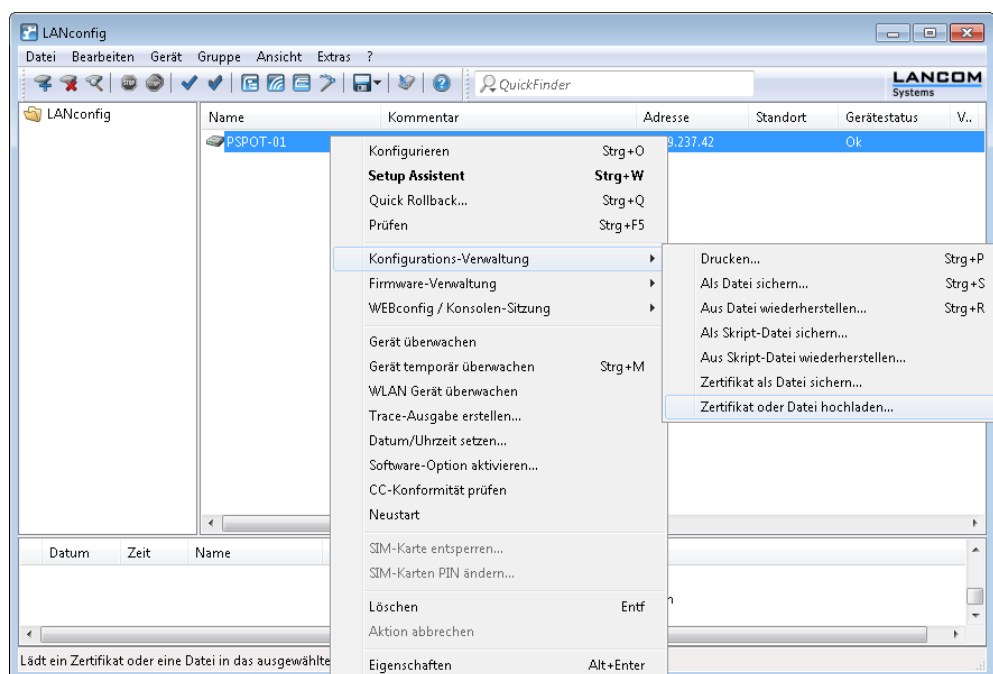 LANconfig
Datei Bearbeiten Gerät Gruppe Ansicht Extras ?
QuickFinder
LANCOM
Systems
LANconfig
Name Kommentar Adresse Standort Gerätestatus V..
PSPOT-01 9.237.42 Ok
Konfigurieren Strg+O
Setup Assistent Strg+W
Quick Rollback... Strg+Q
Prüfen Strg+F5
Konfigurations-Verwaltung
Firmware-Verwaltung
WEBconfig / Konsolen-Sitzung
Gerät überwachen
Gerät temporär überwachen Strg+M
WLAN Gerät überwachen
Trace-Ausgabe erstellen...
Datum/Uhrzeit setzen...
Software-Option aktivieren...
CC-Konformität prüfen
Neustart
SIM-Karte entsperren...
SIM-Karten PIN ändern...
Löschen Entf
Aktion abbrechen
Eigenschaften Alt+Enter
Drucken... Strg+P
Als Datei sichern... Strg+S
Aus Datei wiederherstellen... Strg+R
Als Skript-Datei sichern...
Aus Skript-Datei wiederherstellen...
Zertifikat als Datei sichern...
Zertifikat oder Datei hochladen...
Datum Zeit Name
Lädt ein Zertifikat oder eine Datei in das ausgewählte